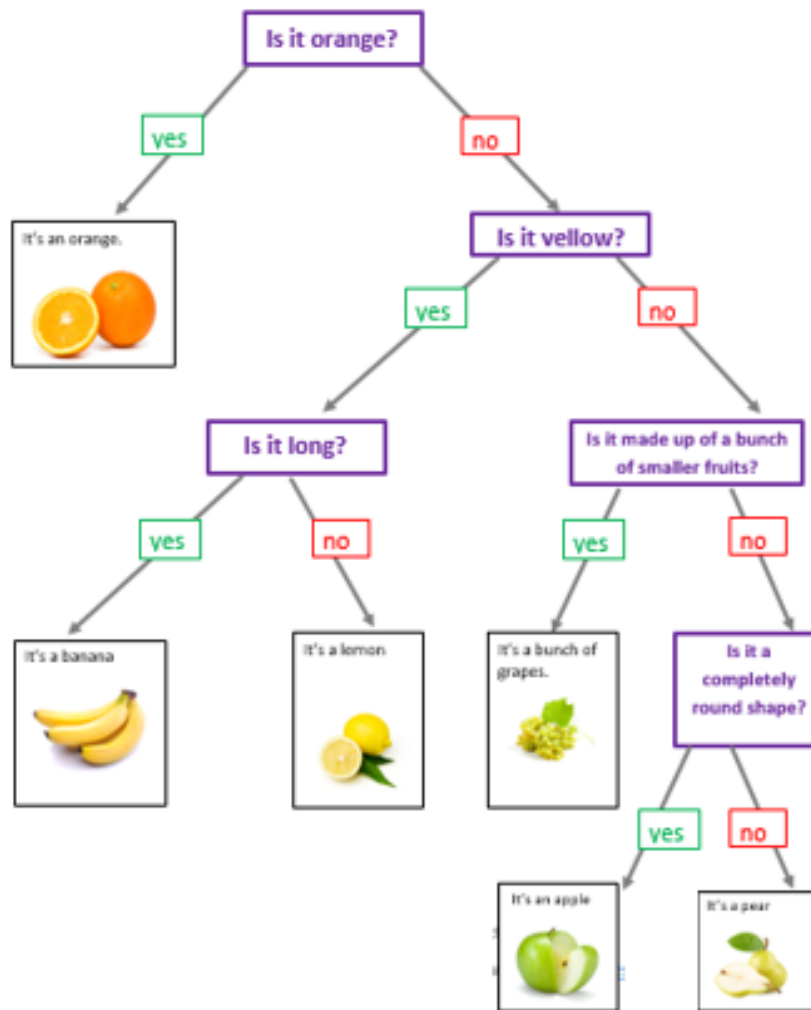 Is it orange?
yes
no
It's an orange.
Is it vellow?
yes
no
Is it long?
Is it made up of a bunch
of smaller fruits?
yes
no
yes
no
It's a banana
It's a lemon
It's a bunch of
grapes.
Is it a
completely
round shape?
yes
no
It's an apple
It's a pear